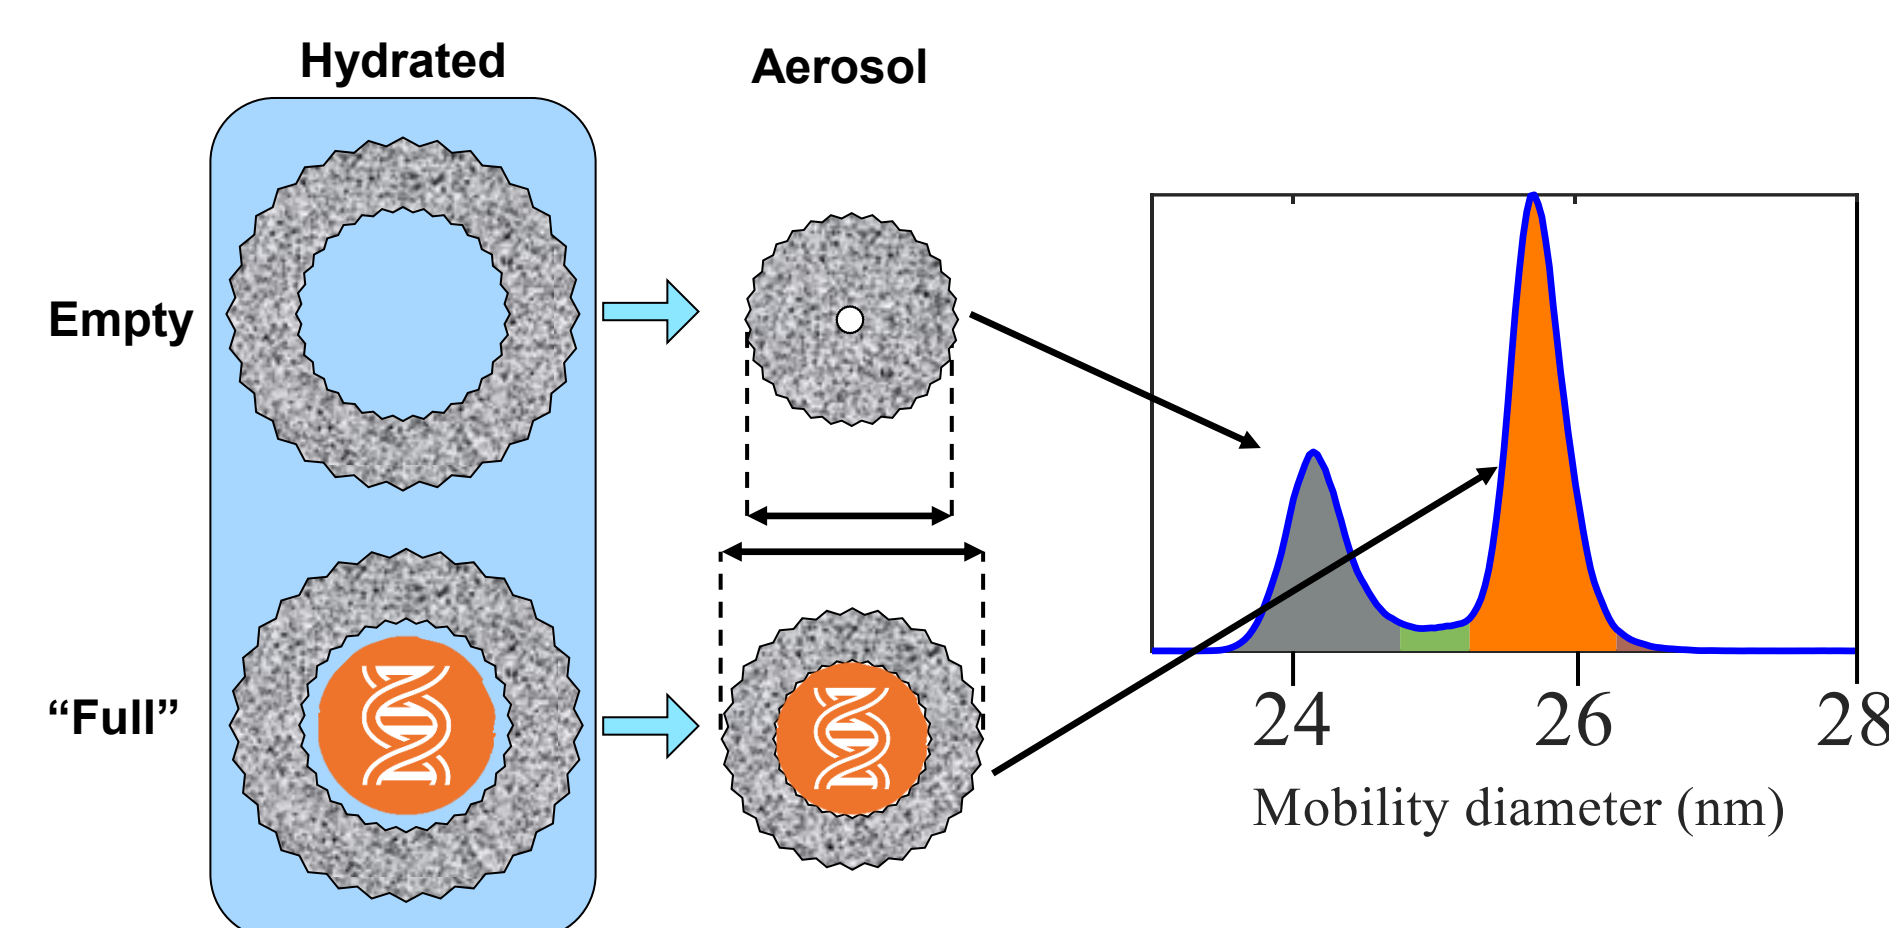 Hydrated
Aerosol
Empty
“Full”
24 26 28
Mobility diameter (nm)